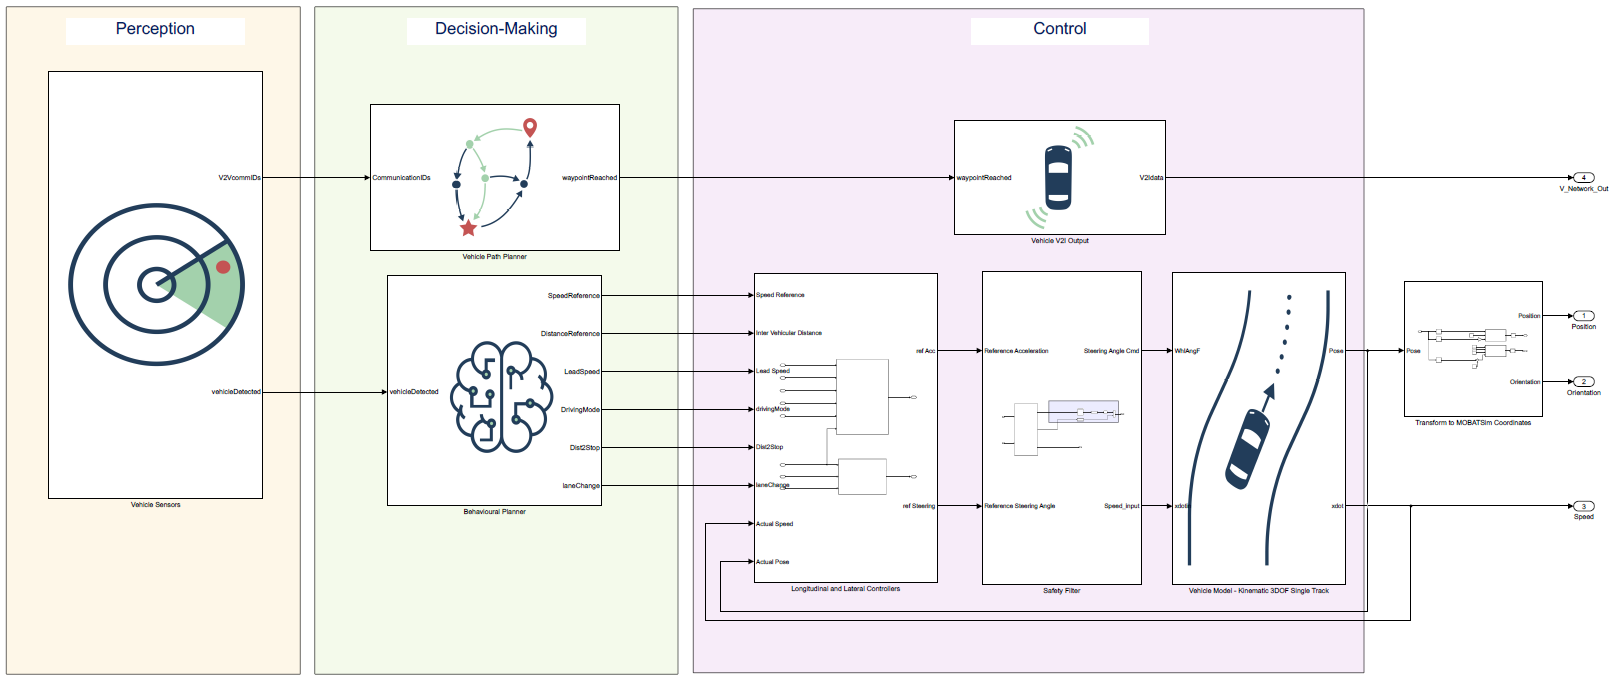 Perception
Decision-Making
Control
V2VcommIDs
vehicleDetected
Vehicle Sensors
CommunicationIDs
waypointReached
Vehicle Path Planner
vehicleDetected
SpeedReference
DistanceReference
LeadSpeed
DrivingMode
Dist2Stop
laneChange
Behavioural Planner
waypointReached
V2Idata
Vehicle V2I Output
Speed Reference
Inter Vehicular Distance
Lead Speed
drivingMode
Dist2Stop
laneChange
Actual Speed
Actual Pose
ref Acc
ref Steering
Longitudinal and Lateral Controllers
Reference Acceleration
Reference Steering Angle
Steering Angle Cmd
Speed_input
Safety Filter
WhlAngF
xdotin
Pose
xdot
Vehicle Model - Kinematic 3DOF Single Track
Pose
Position
Orientation
Transform to MOBATSim Coordinates
4
V_Network_Out
1
Position
2
Orientation
3
Speed